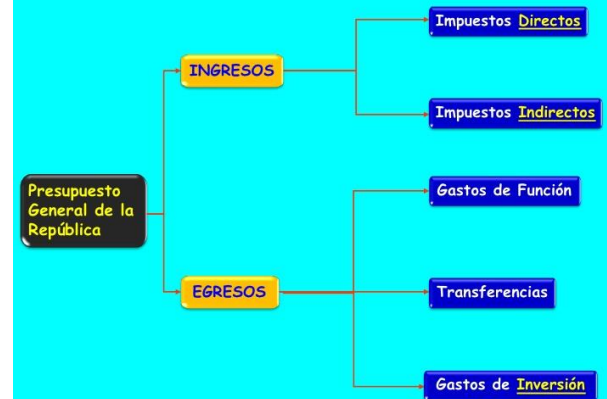 Impuestos Directos
INGRESOS
Impuestos Indirectos
Presupuesto
General de la
República
Gastos de Función
EGRESOS
Transferencias
Gastos de Inversión